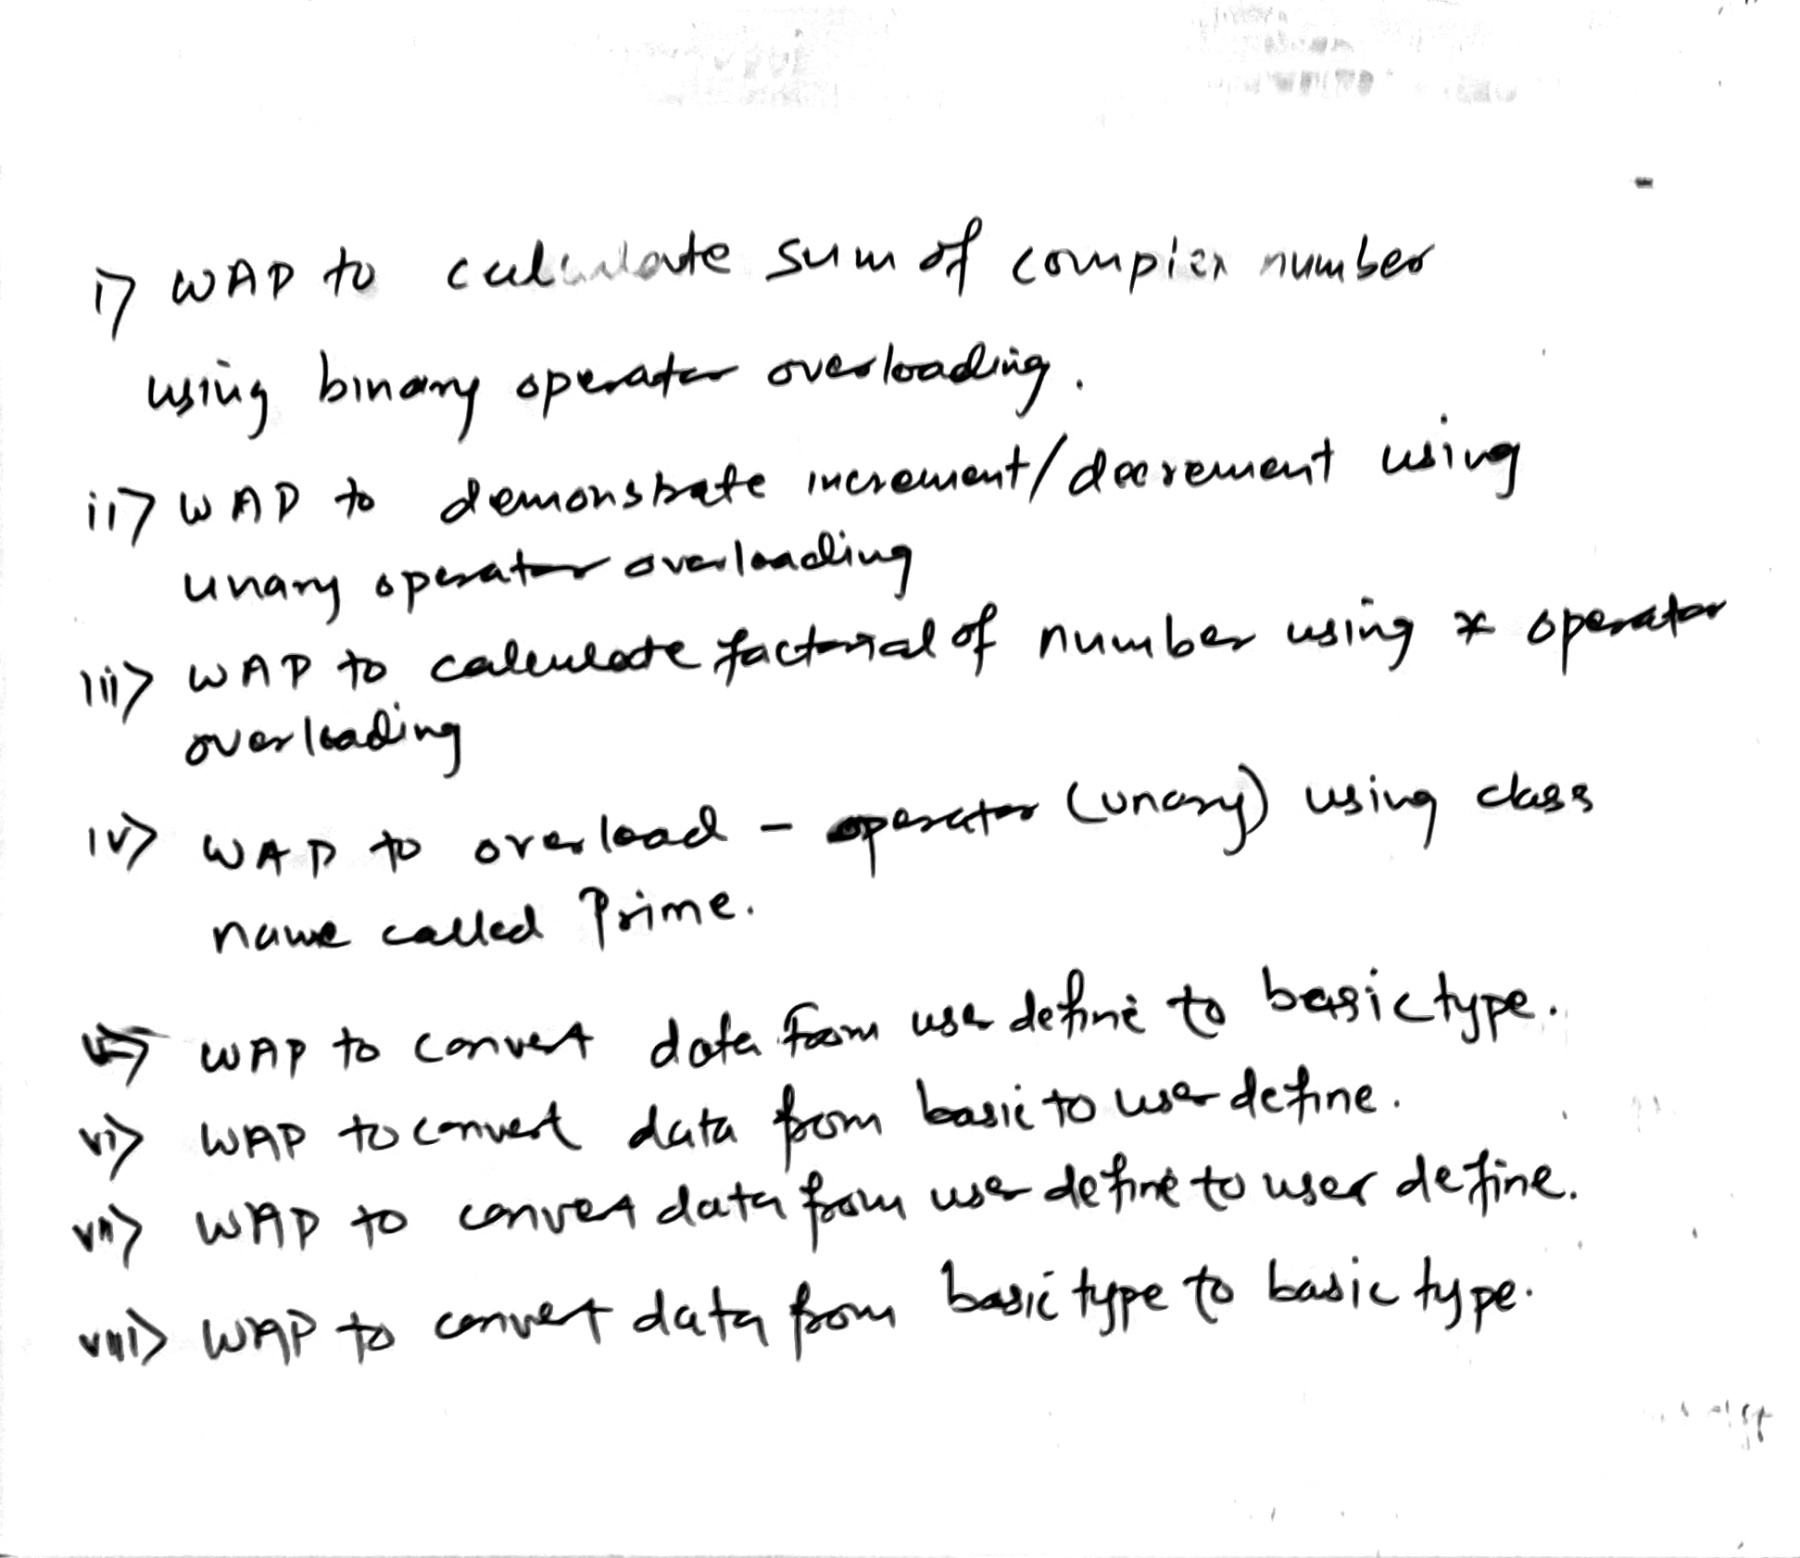 i> WAP to calculate sum of complex number
using binary operator overloading.
ii> WAP to demonstrate increment/decrement using
unary operator overloading
iii> WAP to calculate factorial of number using * operator
overloading
iv> WAP to overload - operator (unary) using class
name called Prime.
v> WAP to convert data from user define to basic type.
vi> WAP to convert data from basic to user define.
vii> WAP to convert data from user define to user define.
viii> WAP to convert data from basic type to basic type.